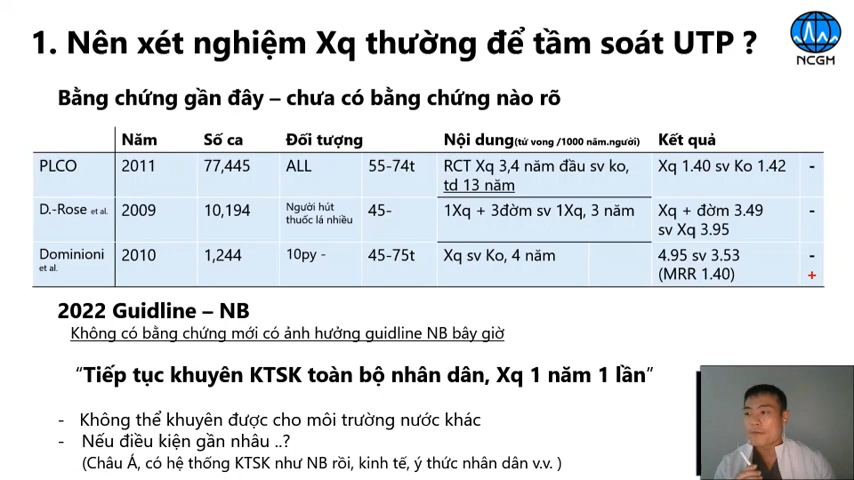 1. Nên xét nghiệm Xq thường để tầm soát UTP ?
NCGM
Bằng chứng gần đây – chưa có bằng chứng nào rõ
Năm Số ca Đối tượng Nội dung(tử vong /1000 năm.người) Kết quả
PLCO 2011 77,445 ALL 55-74t RCT Xq 3,4 năm đầu sv ko, Xq 1.40 sv Ko 1.42 -
td 13 năm
D.-Rose et al. 2009 10,194 Người hút 45- 1Xq + 3đờm sv 1Xq, 3 năm Xq + đờm 3.49 -
thuốc lá nhiều sv Xq 3.95
Dominioni 2010 1,244 10py - 45-75t Xq sv Ko, 4 năm 4.95 sv 3.53 -
et al. (MRR 1.40) +
2022 Guidline – NB
Không có bằng chứng mới có ảnh hưởng guidline NB bây giờ
“Tiếp tục khuyên KTSK toàn bộ nhân dân, Xq 1 năm 1 lần”
- Không thể khuyên được cho môi trường nước khác
- Nếu điều kiện gần nhâu ..?
(Châu Á, có hệ thống KTSK như NB rồi, kinh tế, ý thức nhân dân v.v. )